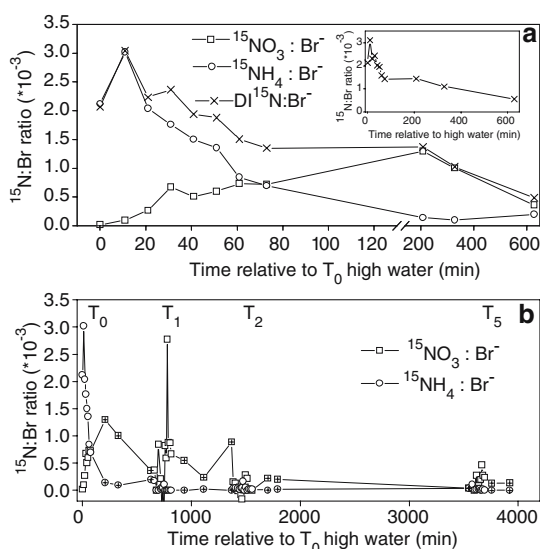 a
¹⁵NO₃ : Br⁻
¹⁵NH₄ : Br⁻
DI¹⁵N:Br⁻
¹⁵N:Br ratio (*10⁻³)
3.5
3.0
2.5
2.0
1.5
1.0
0.5
0.0
0 20 40 60 80 100 120 200 400 600
Time relative to T₀ high water (min)
¹⁵N:Br ratio (*10⁻³)
3
2
1
0
0 100 200 300 400 500 600
Time relative to high water (min)
b
T₀ T₁ T₂ T₅
¹⁵NO₃ : Br⁻
¹⁵NH₄ : Br⁻
¹⁵N:Br ratio (*10⁻³)
3.5
3.0
2.5
2.0
1.5
1.0
0.5
0.0
0 1000 2000 3000 4000
Time relative to T₀ high water (min)